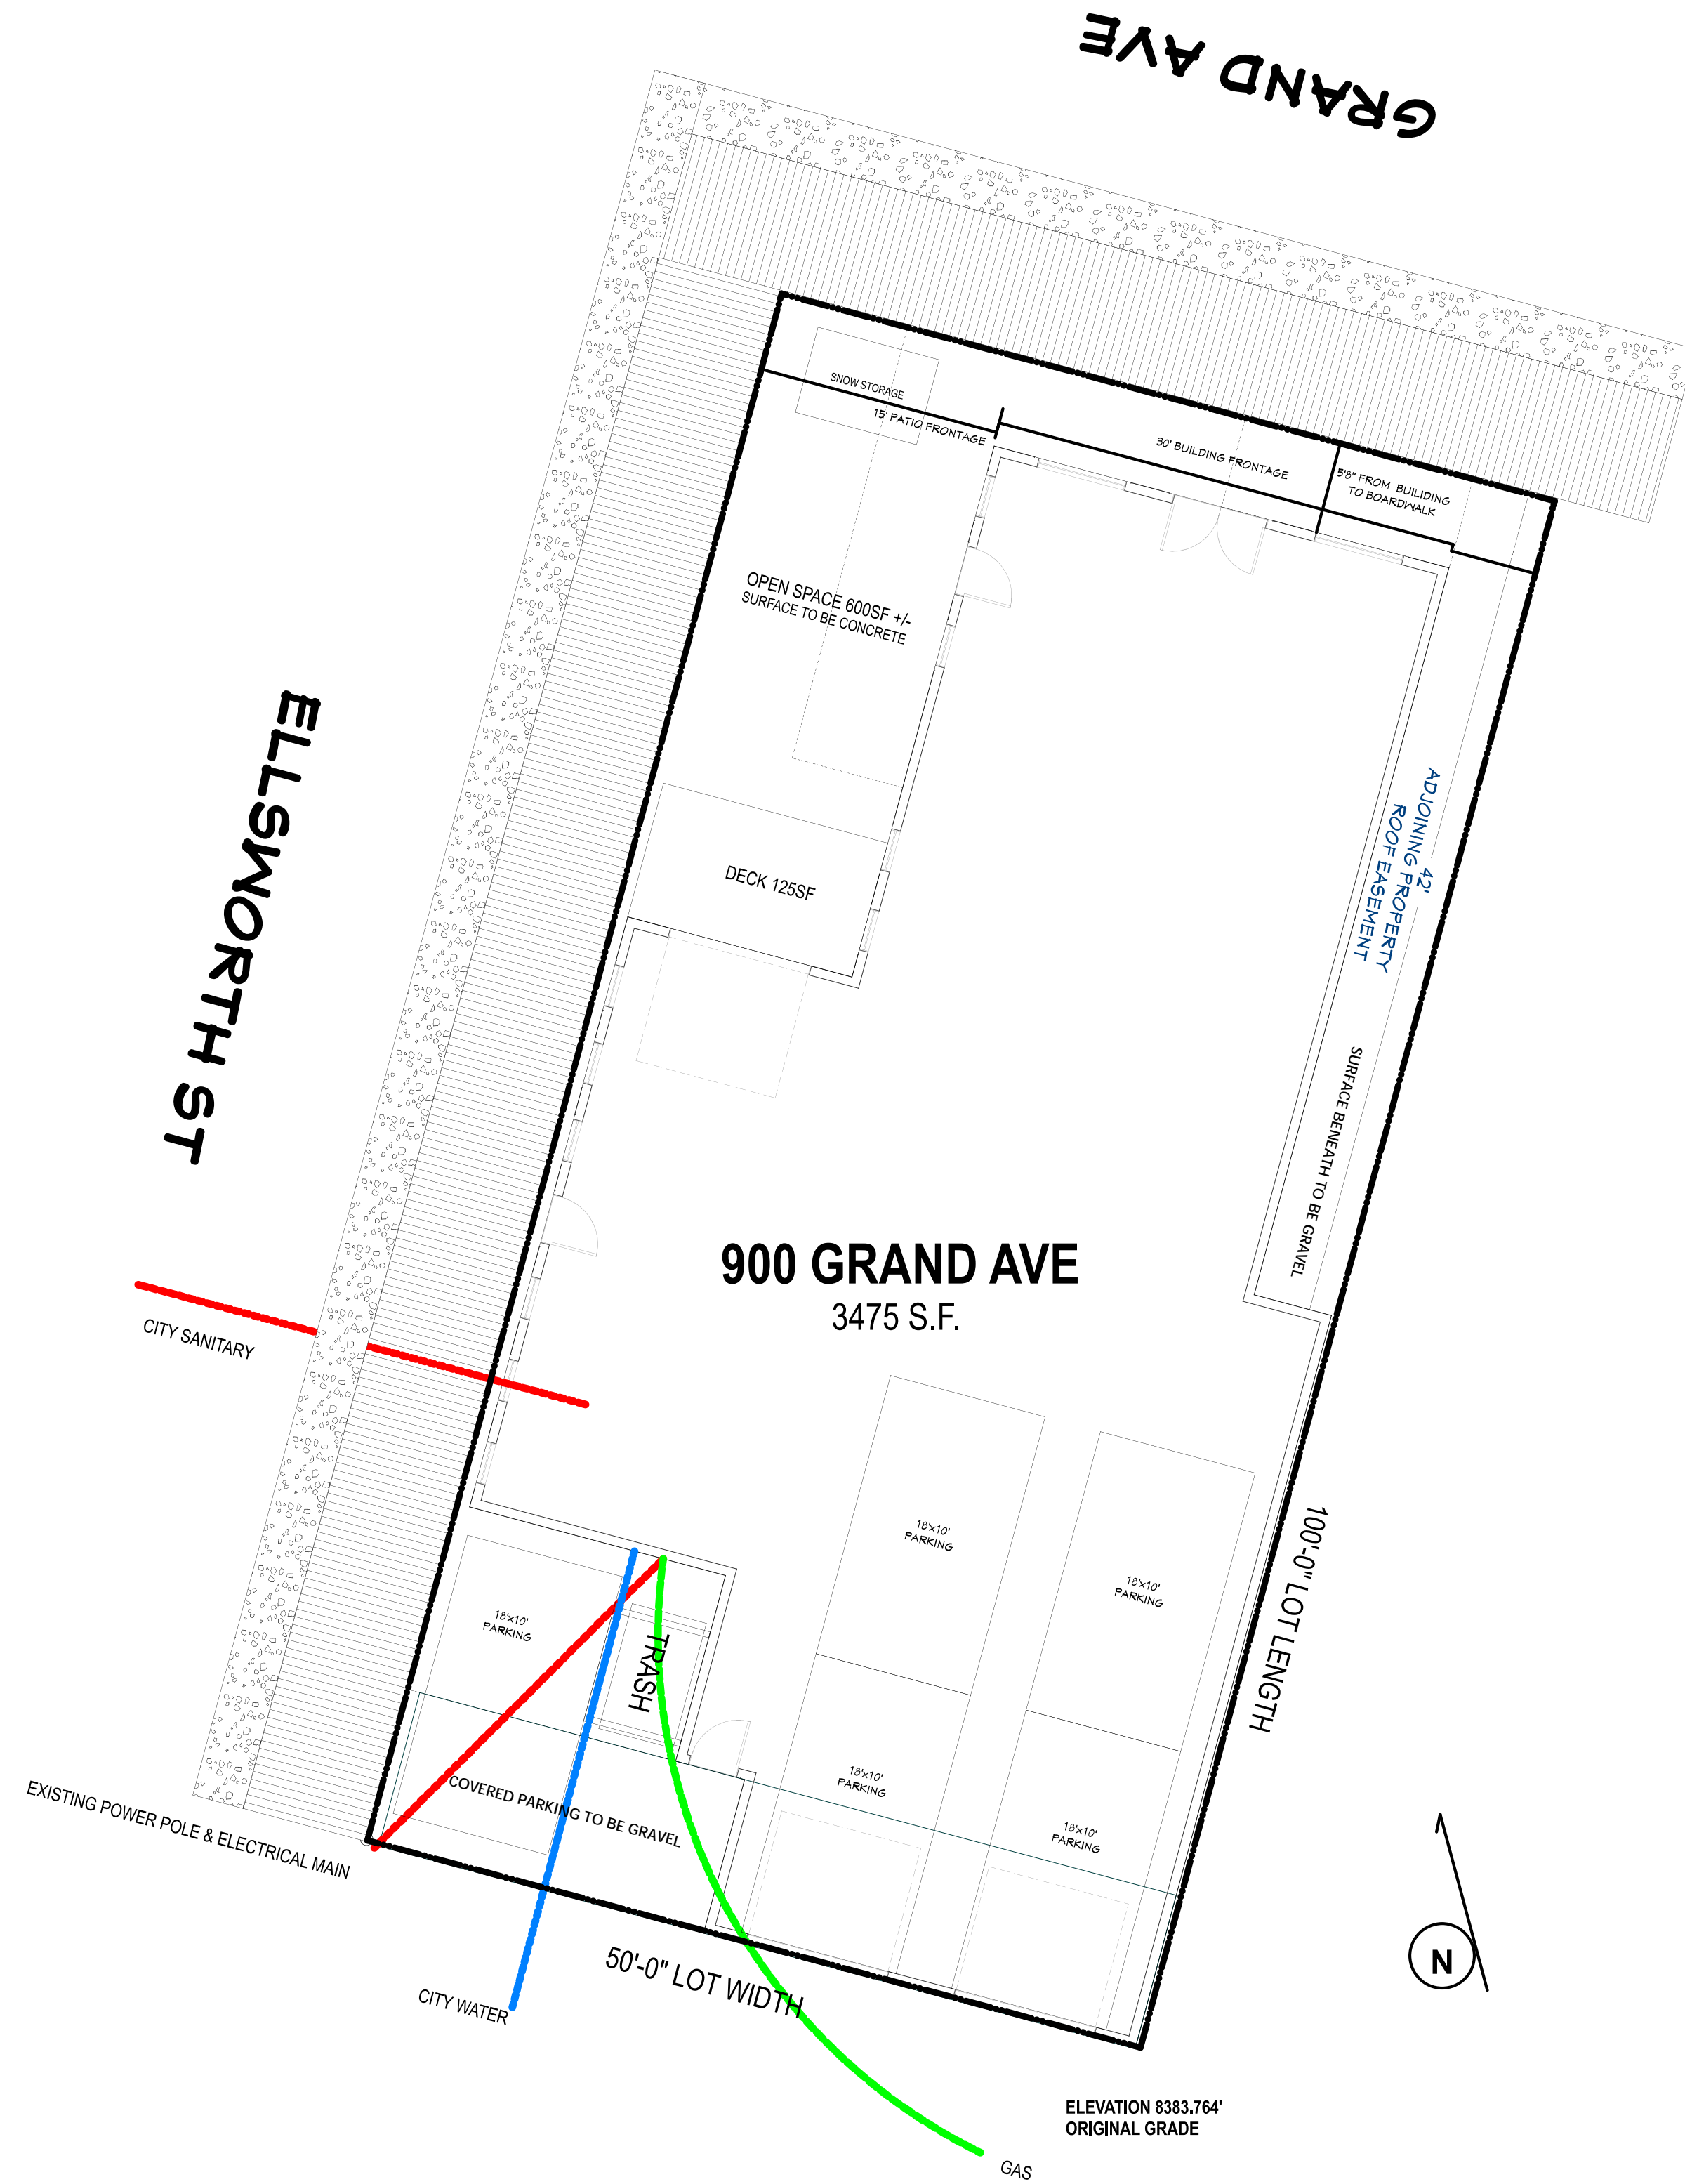 GRAND AVE
SNOW STORAGE
15' PATIO FRONTAGE
30' BUILDING FRONTAGE
5'8" FROM BUILIDING
TO BOARDWALK
OPEN SPACE 600SF +/-
SURFACE TO BE CONCRETE
ELLSWORTH ST
ADJOINING 42'
PROPERTY
ROOF EASEMENT
DECK 125SF
SURFACE BENEATH TO BE GRAVEL
900 GRAND AVE
3475 S.F.
CITY SANITARY
18'x10'
PARKING
18'x10'
PARKING
18'x10'
PARKING
TRASH
100'-0" LOT LENGTH
18'x10'
PARKING
18'x10'
PARKING
COVERED PARKING TO BE GRAVEL
EXISTING POWER POLE & ELECTRICAL MAIN
50'-0" LOT WIDTH
CITY WATER
N
ELEVATION 8383.764'
ORIGINAL GRADE
GAS